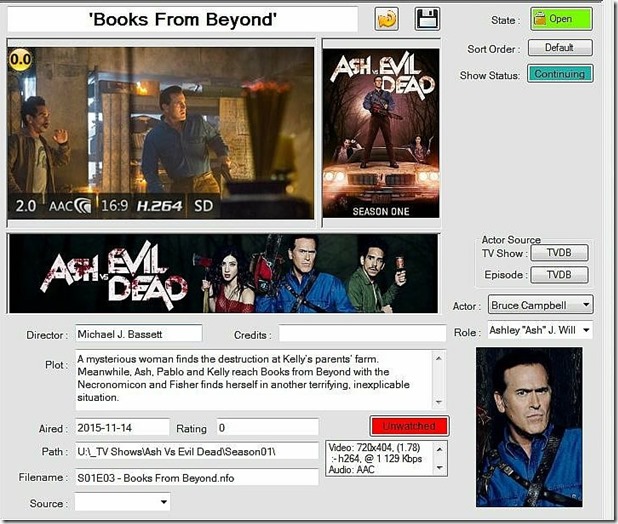 'Books From Beyond'
State :
Open
Sort Order :
Default
Show Status:
Continuing
0.0
2.0 AAC 16:9 H.264 SD
ASH VS EVIL DEAD
SEASON ONE
ASH VS EVIL DEAD
Actor Source
TV Show :
TVDB
Episode :
TVDB
Actor :
Bruce Campbell
Role :
Ashley "Ash" J. Will
Director :
Michael J. Bassett
Credits :
Plot :
A mysterious woman finds the destruction at Kelly's parents' farm.
Meanwhile, Ash, Pablo and Kelly reach Books from Beyond with the
Necronomicon and Fisher finds herself in another terrifying, inexplicable
situation.
Aired :
2015-11-14
Rating
0
Unwatched
Path :
U:\_TV Shows\Ash Vs Evil Dead\Season01\
Video: 720x404, (1.78)
:- h264, @ 1 129 Kbps
Audio: AAC
Filename :
S01E03 - Books From Beyond.nfo
Source :